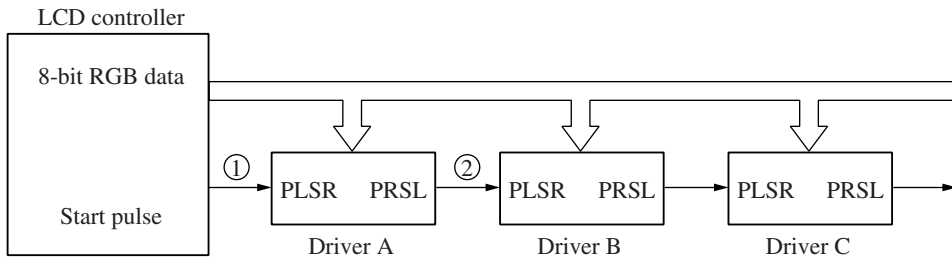 LCD controller
8-bit RGB data
① ②
PLSR PRSL PLSR PRSL PLSR PRSL
Start pulse
Driver A Driver B Driver C